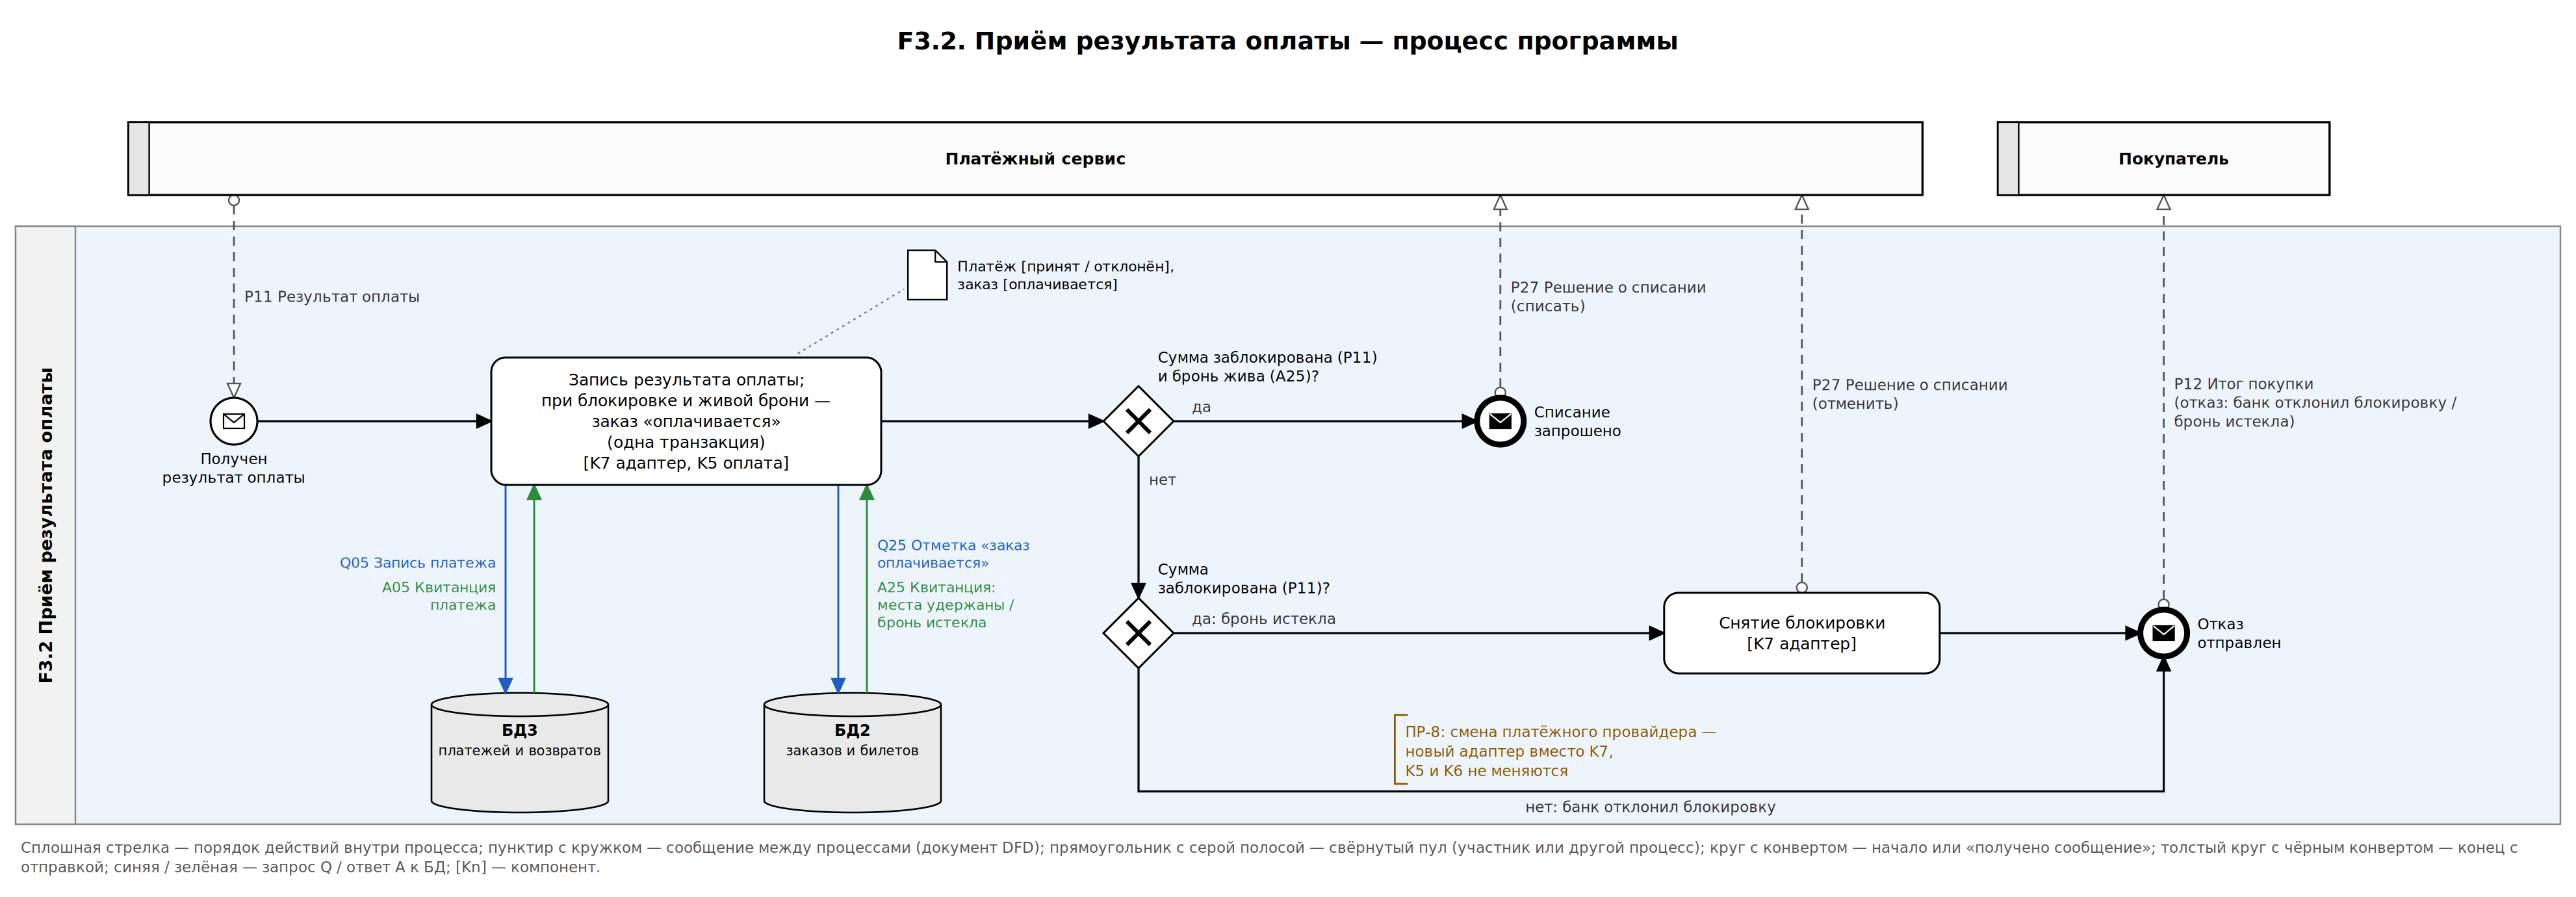 F3.2. Приём результата оплаты — процесс программы
Платёжный сервис
Покупатель
F3.2 Приём результата оплаты
P11 Результат оплаты
Платёж [принят / отклонён],
заказ [оплачивается]
P27 Решение о списании
(списать)
P27 Решение о списании
(отменить)
P12 Итог покупки
(отказ: банк отклонил блокировку /
бронь истекла)
Получен
результат оплаты
Запись результата оплаты;
при блокировке и живой брони —
заказ «оплачивается»
(одна транзакция)
[K7 адаптер, K5 оплата]
Сумма заблокирована (P11)
и бронь жива (A25)?
да
Списание
запрошено
нет
Q05 Запись платежа
A05 Квитанция
платежа
Q25 Отметка «заказ
оплачивается»
A25 Квитанция:
места удержаны /
бронь истекла
Сумма
заблокирована (P11)?
да: бронь истекла
Снятие блокировки
[K7 адаптер]
Отказ
отправлен
БД3
платежей и возвратов
БД2
заказов и билетов
ПР-8: смена платёжного провайдера —
новый адаптер вместо K7,
K5 и K6 не меняются
нет: банк отклонил блокировку
Сплошная стрелка — порядок действий внутри процесса; пунктир с кружком — сообщение между процессами (документ DFD); прямоугольник с серой полосой — свёрнутый пул (участник или другой процесс); круг с конвертом — начало или «получено сообщение»; толстый круг с чёрным конвертом — конец с
отправкой; синяя / зелёная — запрос Q / ответ A к БД; [Kn] — компонент.